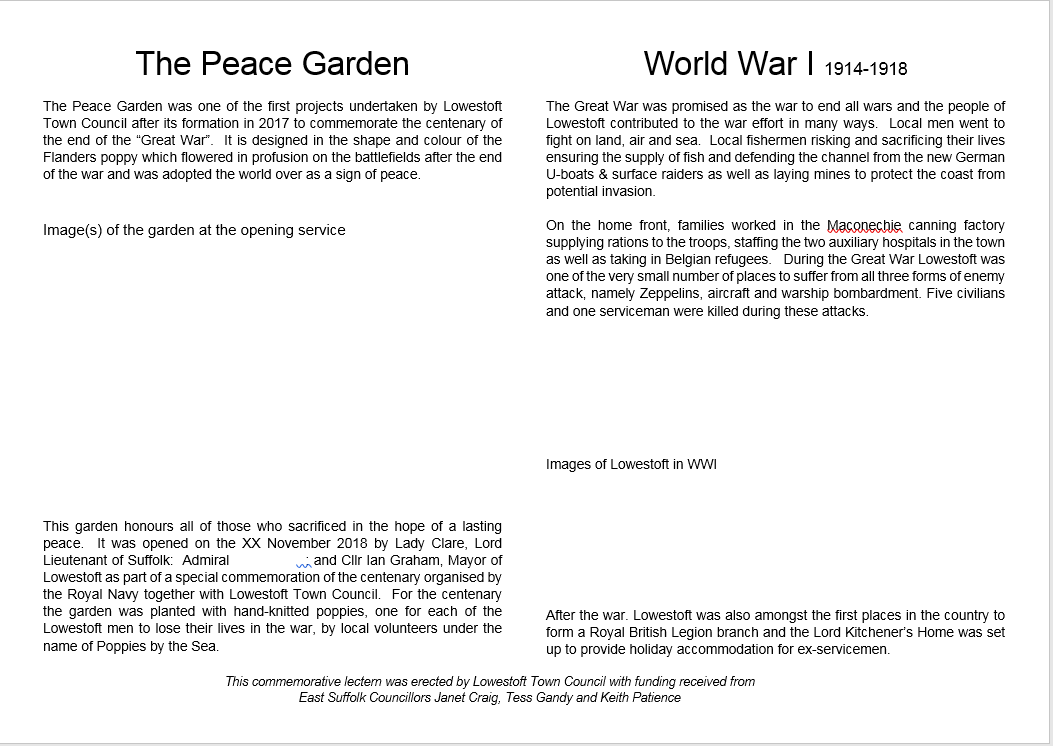 The Peace Garden
The Peace Garden was one of the first projects undertaken by Lowestoft
Town Council after its formation in 2017 to commemorate the centenary of
the end of the “Great War”. It is designed in the shape and colour of the
Flanders poppy which flowered in profusion on the battlefields after the end
of the war and was adopted the world over as a sign of peace.
Image(s) of the garden at the opening service
This garden honours all of those who sacrificed in the hope of a lasting
peace. It was opened on the XX November 2018 by Lady Clare, Lord
Lieutenant of Suffolk: Admiral ; and Cllr Ian Graham, Mayor of
Lowestoft as part of a special commemoration of the centenary organised by
the Royal Navy together with Lowestoft Town Council. For the centenary
the garden was planted with hand-knitted poppies, one for each of the
Lowestoft men to lose their lives in the war, by local volunteers under the
name of Poppies by the Sea.
World War I 1914-1918
The Great War was promised as the war to end all wars and the people of
Lowestoft contributed to the war effort in many ways. Local men went to
fight on land, air and sea. Local fishermen risking and sacrificing their lives
ensuring the supply of fish and defending the channel from the new German
U-boats & surface raiders as well as laying mines to protect the coast from
potential invasion.
On the home front, families worked in the Maconechie canning factory
supplying rations to the troops, staffing the two auxiliary hospitals in the town
as well as taking in Belgian refugees. During the Great War Lowestoft was
one of the very small number of places to suffer from all three forms of enemy
attack, namely Zeppelins, aircraft and warship bombardment. Five civilians
and one serviceman were killed during these attacks.
Images of Lowestoft in WWI
After the war. Lowestoft was also amongst the first places in the country to
form a Royal British Legion branch and the Lord Kitchener’s Home was set
up to provide holiday accommodation for ex-servicemen.
This commemorative lectern was erected by Lowestoft Town Council with funding received from
East Suffolk Councillors Janet Craig, Tess Gandy and Keith Patience